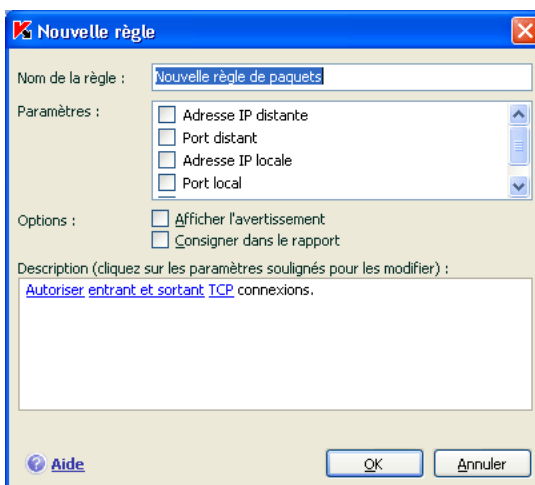 Nouvelle règle
Nom de la règle : Nouvelle règle de paquets
Paramètres :
Adresse IP distante
Port distant
Adresse IP locale
Port local
Options :
Afficher l'avertissement
Consigner dans le rapport
Description (cliquez sur les paramètres soulignés pour les modifier) :
Autoriser entrant et sortant TCP connexions.
Aide OK Annuler